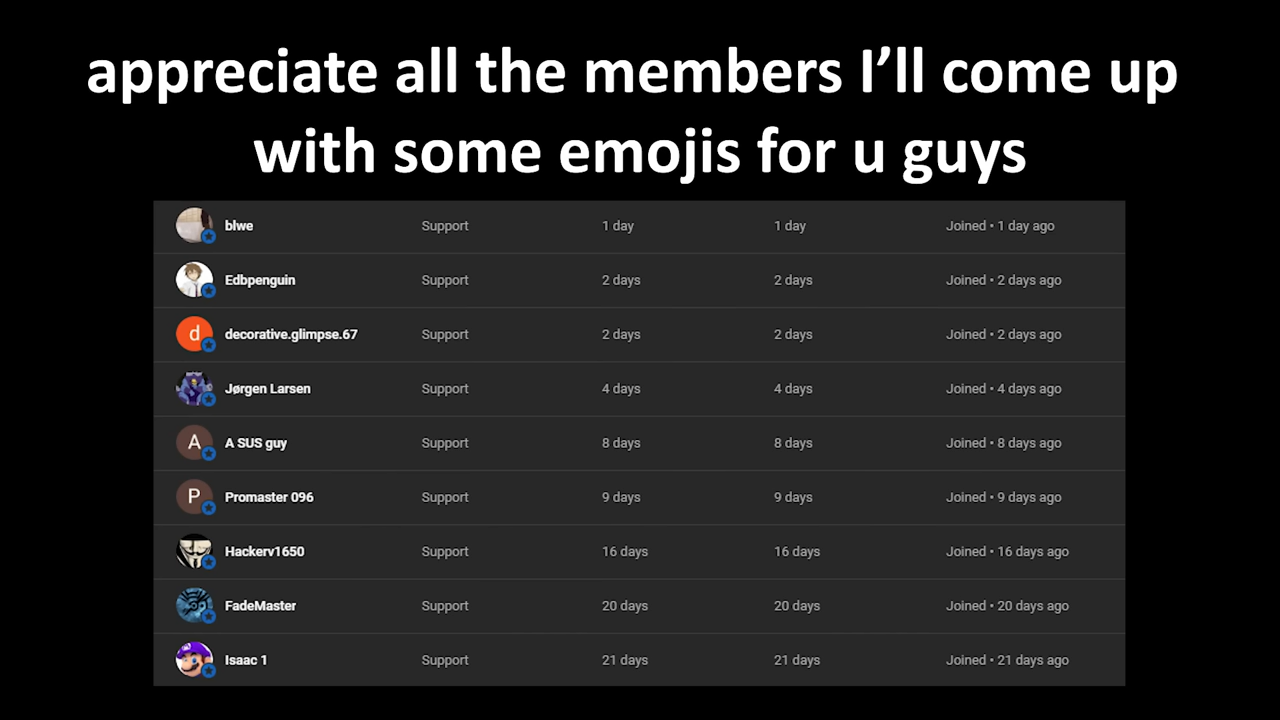 appreciate all the members I’ll come up
with some emojis for u guys
blwe Support 1 day 1 day Joined • 1 day ago
Edbpenguin Support 2 days 2 days Joined • 2 days ago
d decorative.glimpse.67 Support 2 days 2 days Joined • 2 days ago
Jørgen Larsen Support 4 days 4 days Joined • 4 days ago
A A SUS guy Support 8 days 8 days Joined • 8 days ago
P Promaster 096 Support 9 days 9 days Joined • 9 days ago
Hackerv1650 Support 16 days 16 days Joined • 16 days ago
FadeMaster Support 20 days 20 days Joined • 20 days ago
Isaac 1 Support 21 days 21 days Joined • 21 days ago